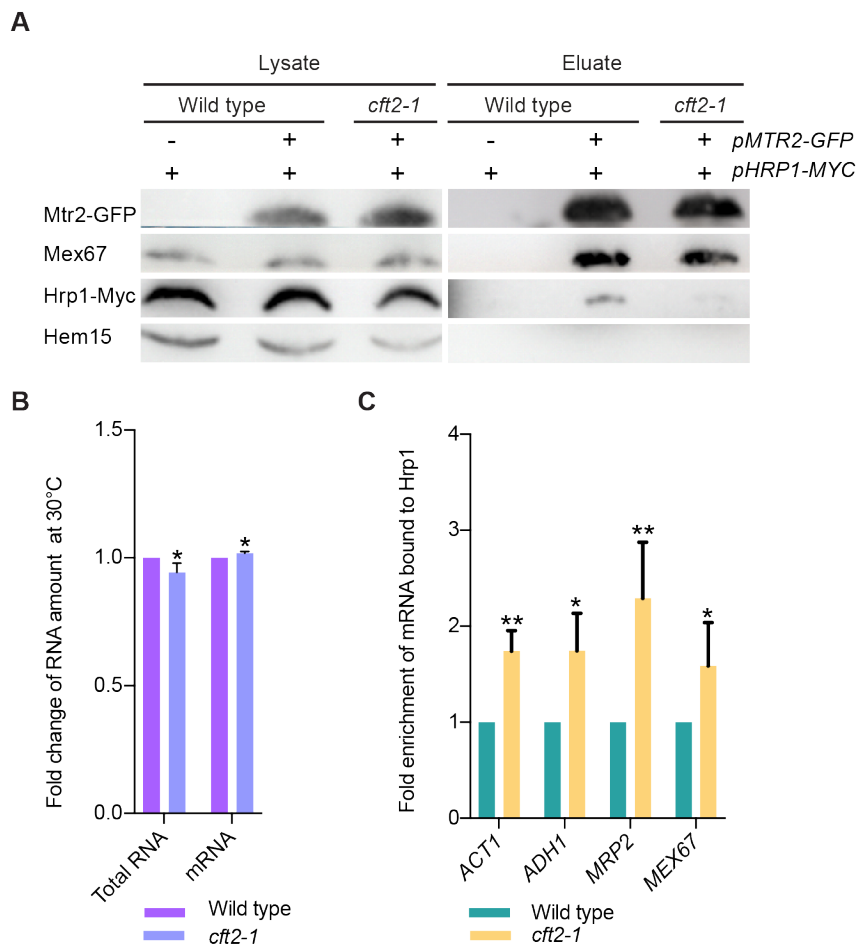 A
Lysate Eluate
Wild type cft2-1 Wild type cft2-1
- + + - + + pMTR2-GFP
+ + + + + + pHRP1-MYC
Mtr2-GFP
Mex67
Hrp1-Myc
Hem15
B
Fold change of RNA amount at 30°C
1.5
1.0
0.5
0.0
* *
Total RNA mRNA
Wild type
cft2-1
C
Fold enrichment of mRNA bound to Hrp1
4
3
2
1
0
** * ** *
ACT1 ADH1 MRP2 MEX67
Wild type
cft2-1